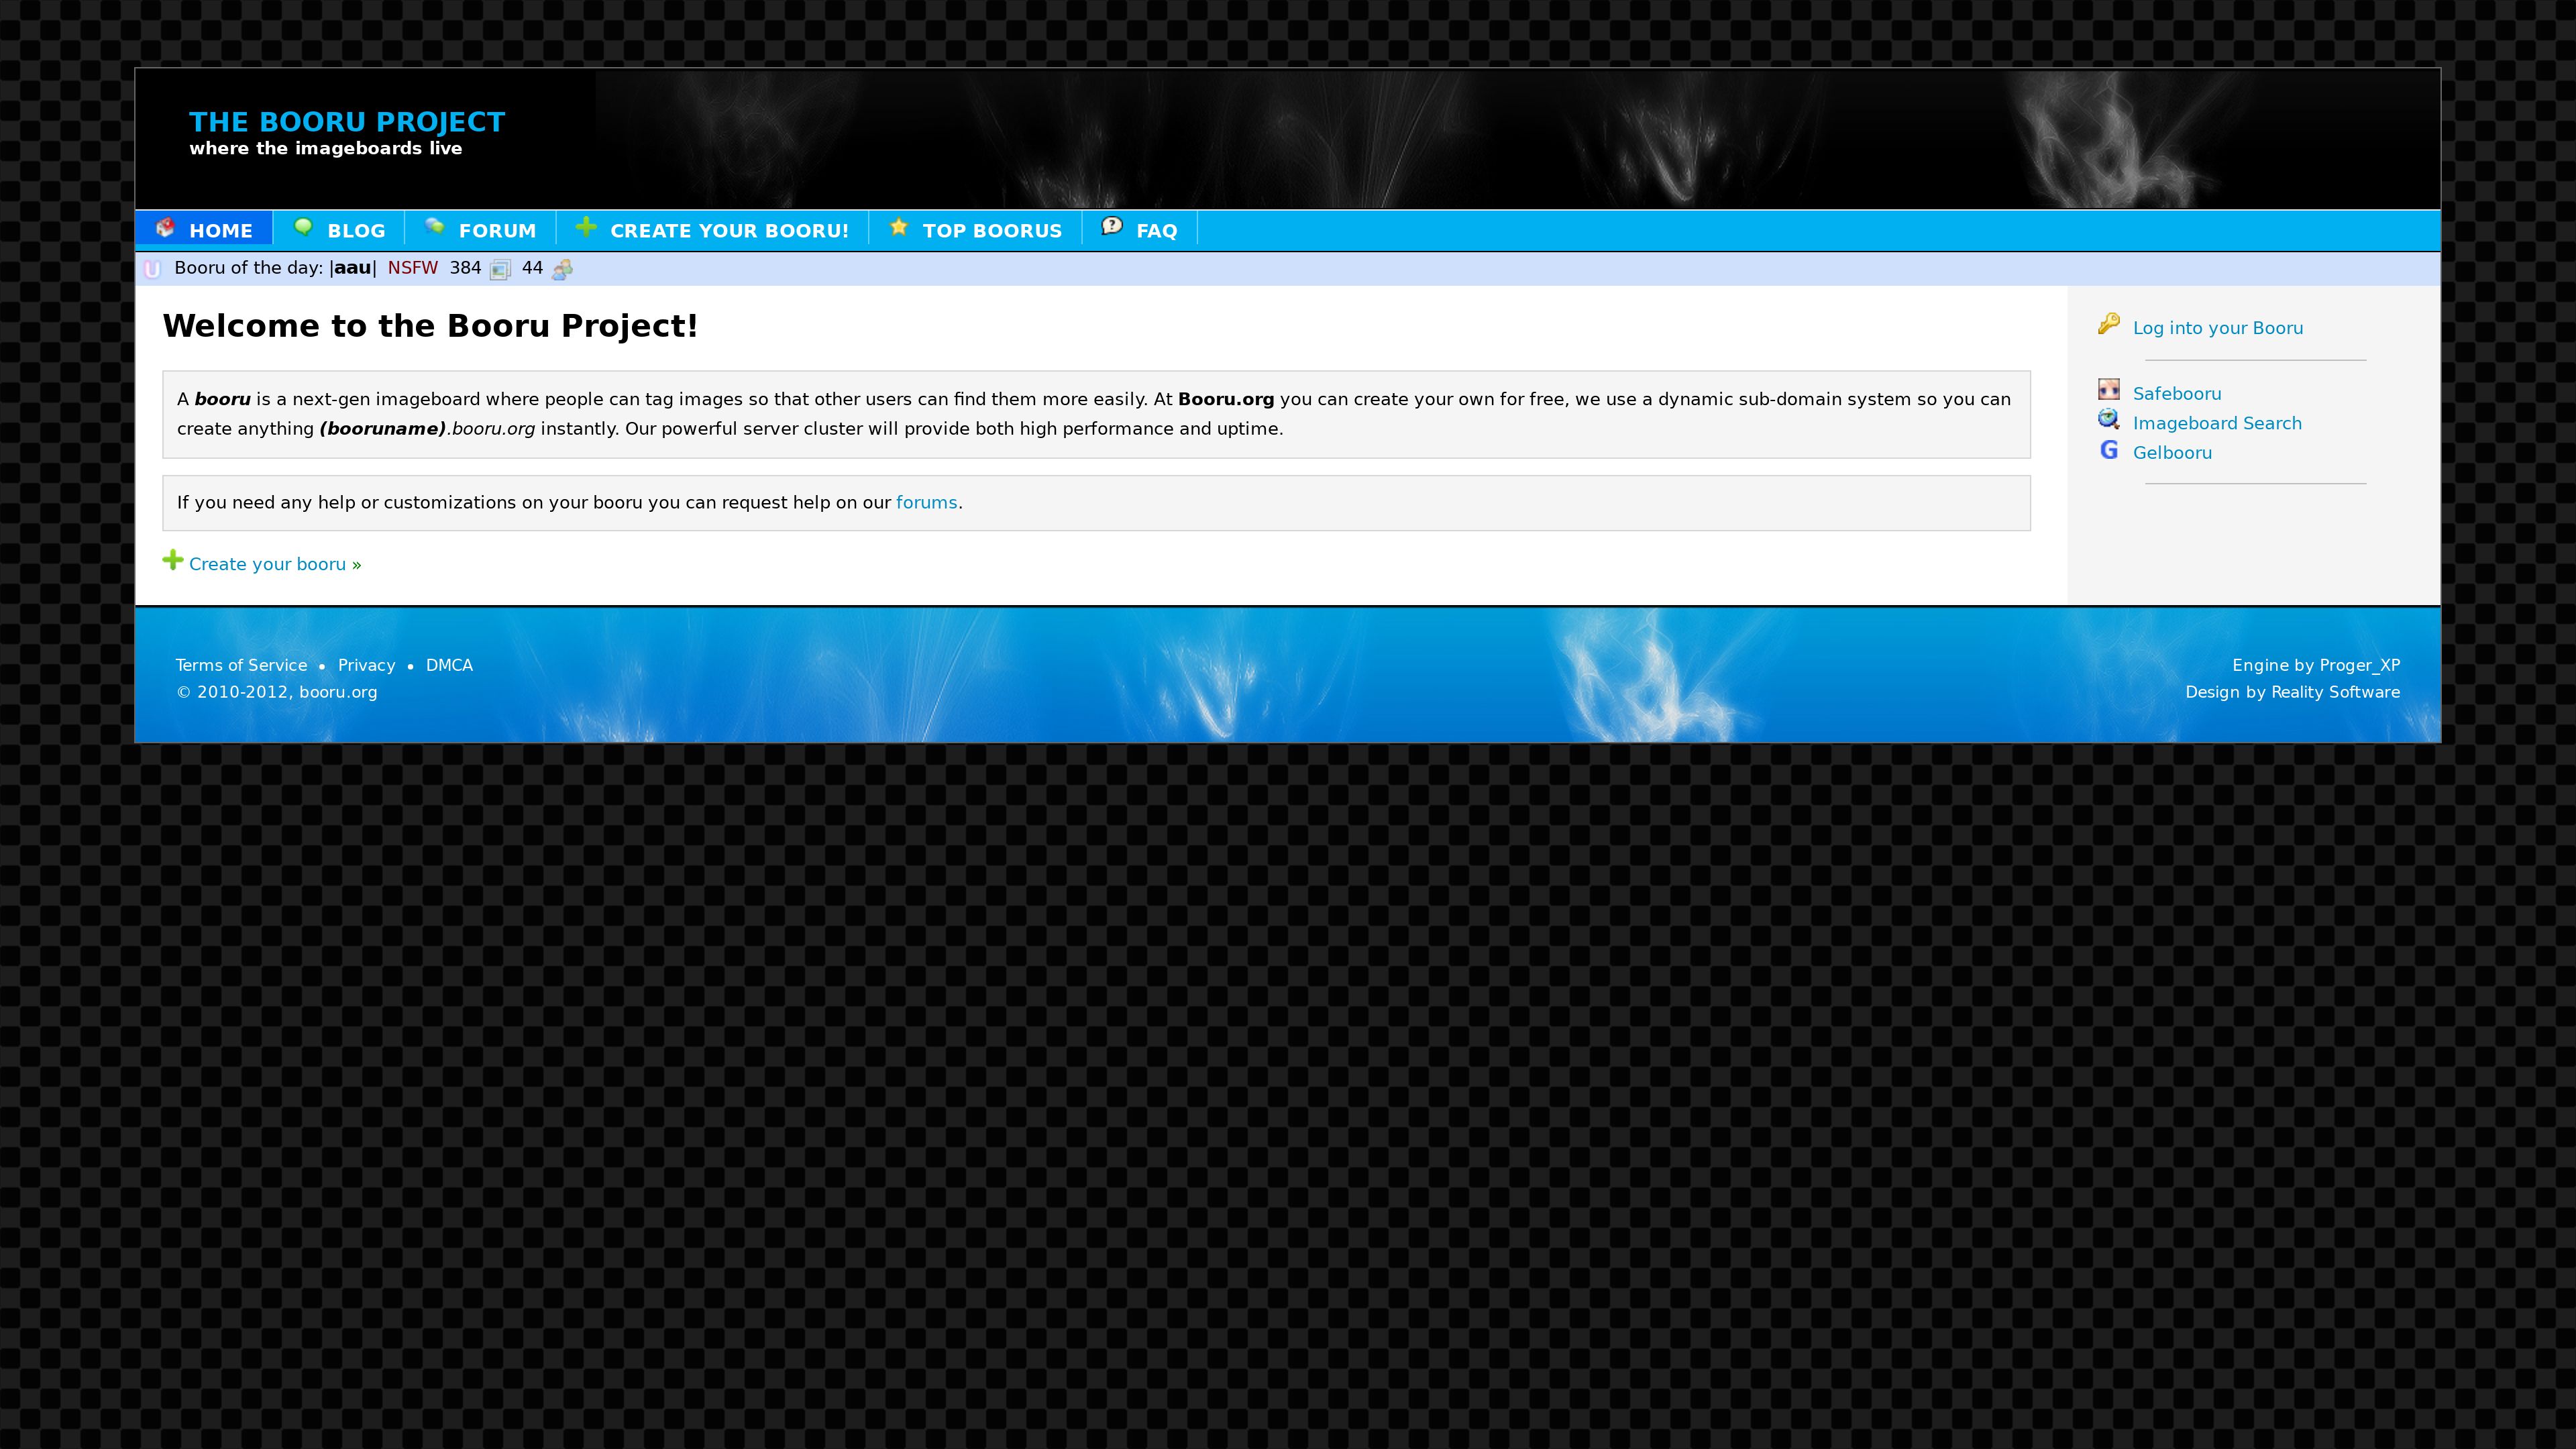 THE BOORU PROJECT
where the imageboards live
HOME BLOG FORUM CREATE YOUR BOORU! TOP BOORUS FAQ
U Booru of the day: |aau| NSFW 384 44
Welcome to the Booru Project!
A booru is a next-gen imageboard where people can tag images so that other users can find them more easily. At Booru.org you can create your own for free, we use a dynamic sub-domain system so you can
create anything (booruname).booru.org instantly. Our powerful server cluster will provide both high performance and uptime.
If you need any help or customizations on your booru you can request help on our forums.
Create your booru »
Log into your Booru
Safebooru
Imageboard Search
G Gelbooru
Terms of Service • Privacy • DMCA
© 2010-2012, booru.org
Engine by Proger_XP
Design by Reality Software